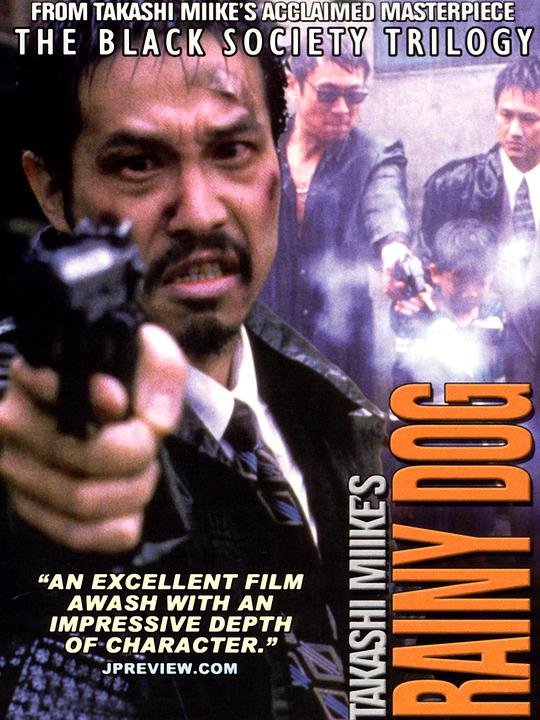 FROM TAKASHI MIIKE'S ACCLAIMED MASTERPIECE
THE BLACK SOCIETY TRILOGY
TAKASHI MIIKE'S
RAINY DOG
"AN EXCELLENT FILM
AWASH WITH AN
IMPRESSIVE DEPTH
OF CHARACTER."
JPREVIEW.COM